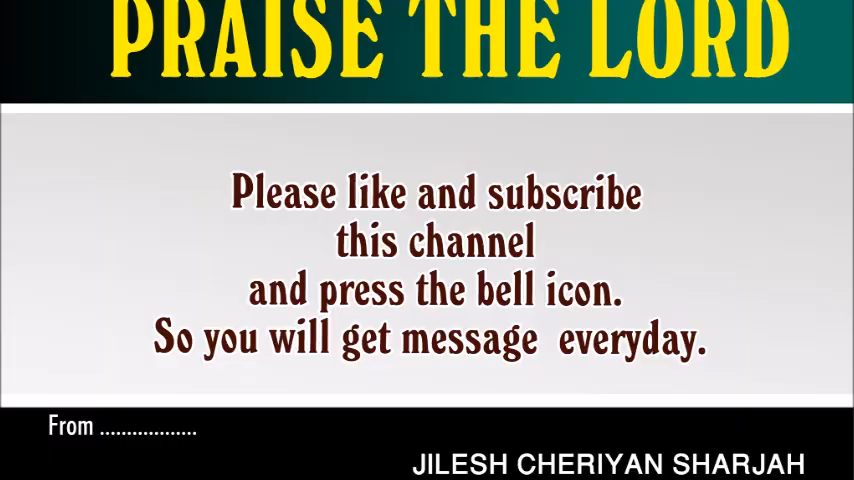 PRAISE THE LORD
Please like and subscribe
this channel
and press the bell icon.
So you will get message everyday.
From ..................
JILESH CHERIYAN SHARJAH